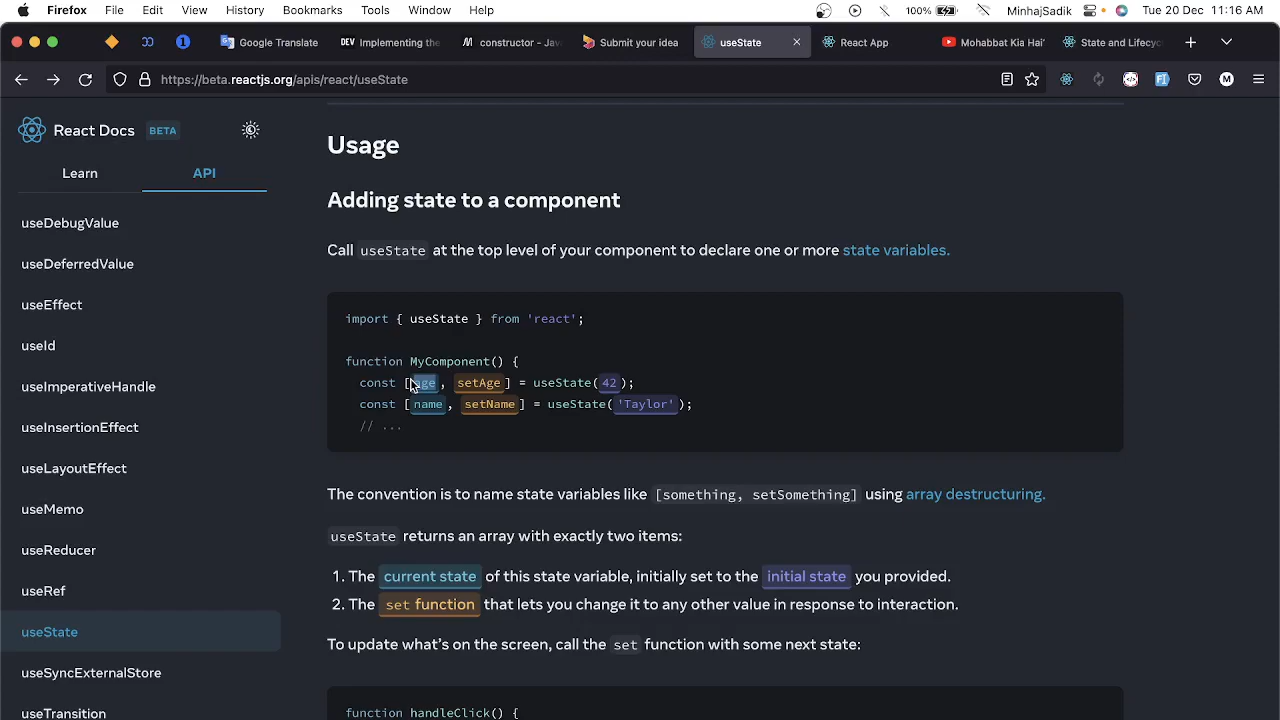 Firefox File Edit View History Bookmarks Tools Window Help 100% MinhajSadik Tue 20 Dec 11:16 AM
Google Translate DEV Implementing the constructor - Jav Submit your idea useState React App Mohabbat Kia Hai' State and Lifecyc
https://beta.reactjs.org/apis/react/useState M
React Docs BETA
Learn API
useDebugValue
useDeferredValue
useEffect
useId
useImperativeHandle
useInsertionEffect
useLayoutEffect
useMemo
useReducer
useRef
useState
useSyncExternalStore
useTransition
Usage
Adding state to a component
Call useState at the top level of your component to declare one or more state variables.
import { useState } from 'react';
function MyComponent() {
const [age, setAge] = useState(42);
const [name, setName] = useState('Taylor');
// ...
The convention is to name state variables like [something, setSomething] using array destructuring.
useState returns an array with exactly two items:
1. The current state of this state variable, initially set to the initial state you provided.
2. The set function that lets you change it to any other value in response to interaction.
To update what's on the screen, call the set function with some next state:
function handleClick() {